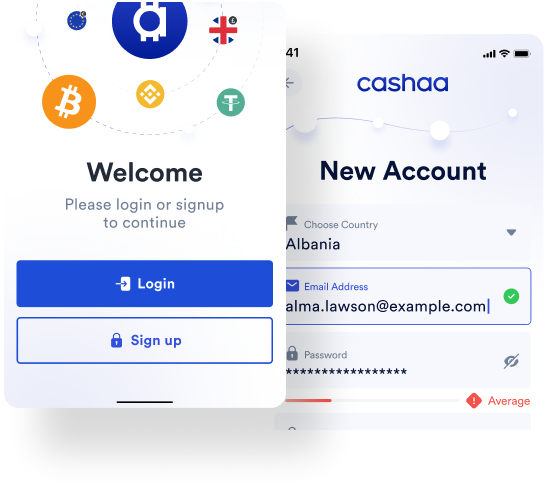 Welcome
Please login or signup
to continue
Login
Sign up
41
cashaa
New Account
Choose Country
Albania
Email Address
alma.lawson@example.com
Password
*****************
Average